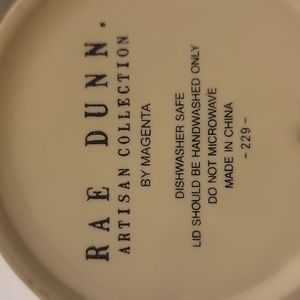 RAE DUNN.
ARTISAN COLLECTION
BY MAGENTA
DISHWASHER SAFE
LID SHOULD BE HANDWASHED ONLY
DO NOT MICROWAVE
MADE IN CHINA
- 229 -